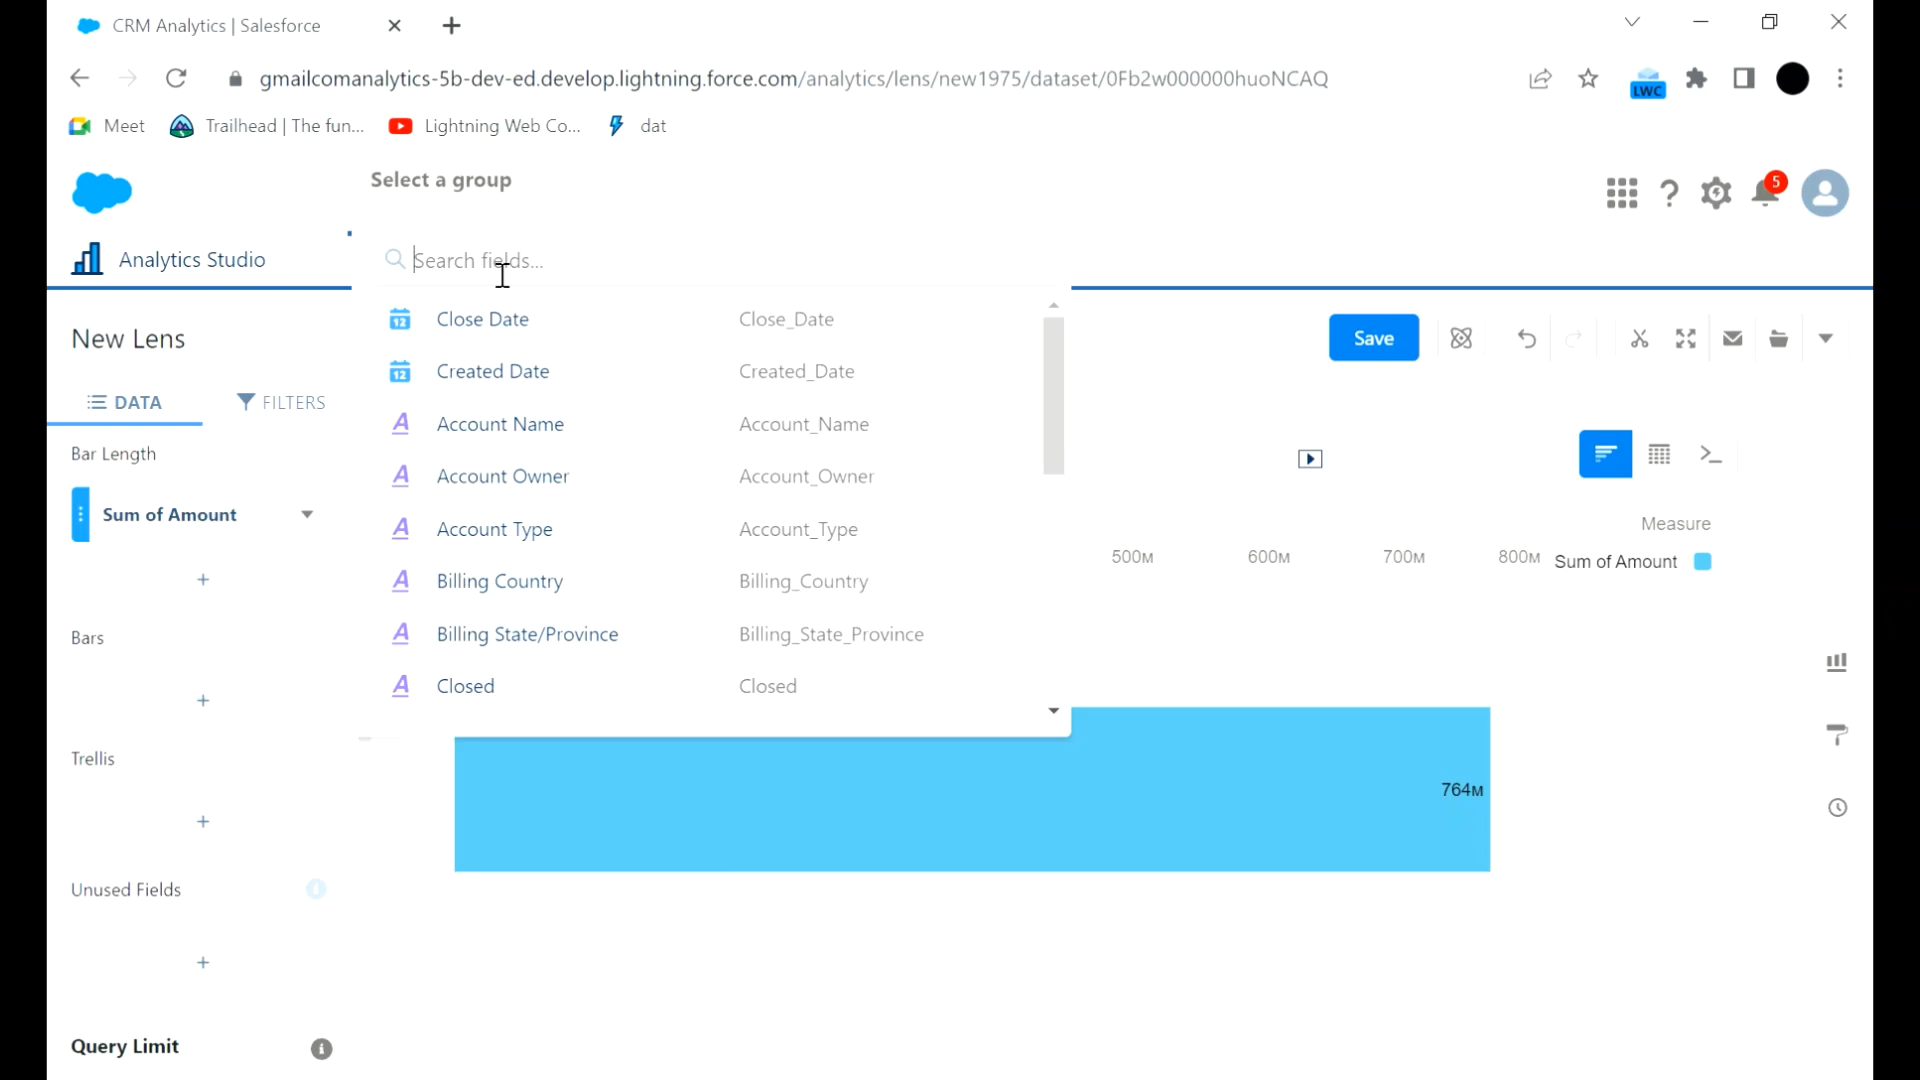 CRM Analytics | Salesforce
gmailcomanalytics-5b-dev-ed.develop.lightning.force.com/analytics/lens/new1975/dataset/0Fb2w000000huoNCAQ
LWC
Meet
Trailhead | The fun...
Lightning Web Co...
dat
Select a group
5
Analytics Studio
Search fields...
New Lens
Save
DATA
FILTERS
12 Close Date Close_Date
12 Created Date Created_Date
A Account Name Account_Name
A Account Owner Account_Owner
A Account Type Account_Type
A Billing Country Billing_Country
A Billing State/Province Billing_State_Province
A Closed Closed
Bar Length
Sum of Amount
Bars
Trellis
Unused Fields
Query Limit
Measure
500M 600M 700M 800M
Sum of Amount
764M